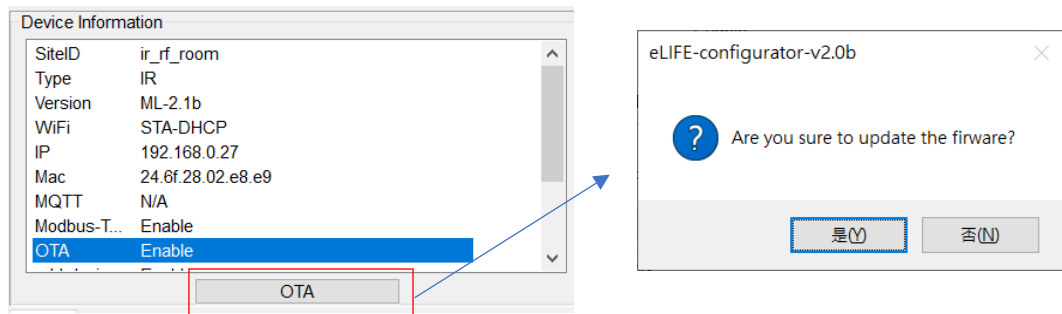 Device Information
SiteID ir_rf_room
Type IR
Version ML-2.1b
WiFi STA-DHCP
IP 192.168.0.27
Mac 24.6f.28.02.e8.e9
MQTT N/A
Modbus-T... Enable
OTA Enable
OTA
eLIFE-configurator-v2.0b
Are you sure to update the firware?
是(Y) 否(N)